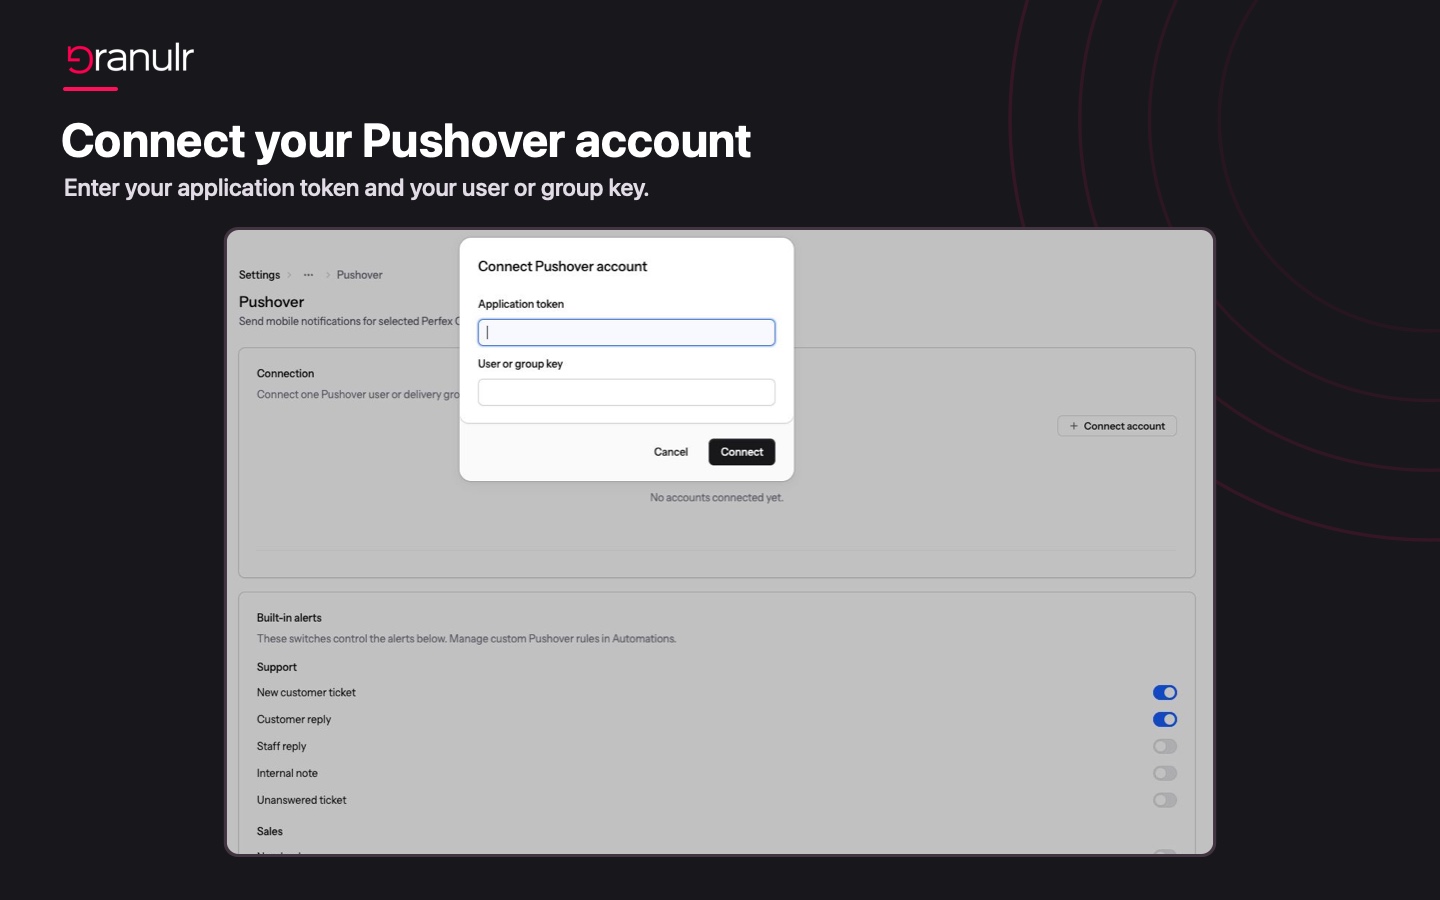 granulr
Connect your Pushover account
Enter your application token and your user or group key.
Settings > ··· > Pushover
Pushover
Send mobile notifications for selected Perfex
Connection
Connect one Pushover user or delivery
Connect Pushover account
Application token
User or group key
Cancel Connect
+ Connect account
No accounts connected yet.
Built-in alerts
These switches control the alerts below. Manage custom Pushover rules in Automations.
Support
New customer ticket
Customer reply
Staff reply
Internal note
Unanswered ticket
Sales